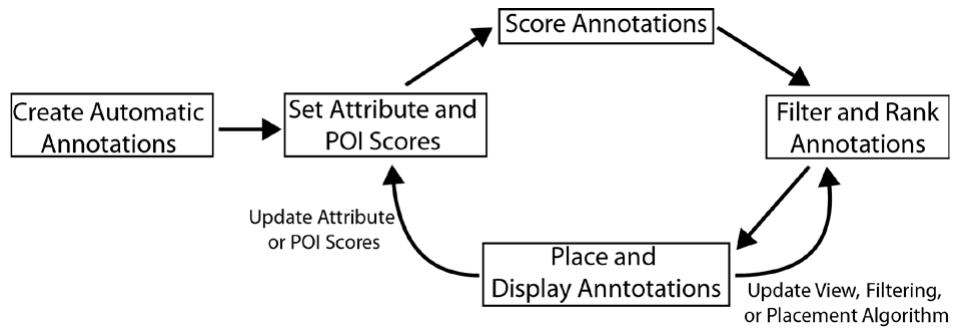 Score Annotations
Create Automatic
Annotations
Set Attribute and
POI Scores
Filter and Rank
Annotations
Update Attribute
or POI Scores
Place and
Display Anntotations
Update View, Filtering,
or Placement Algorithm